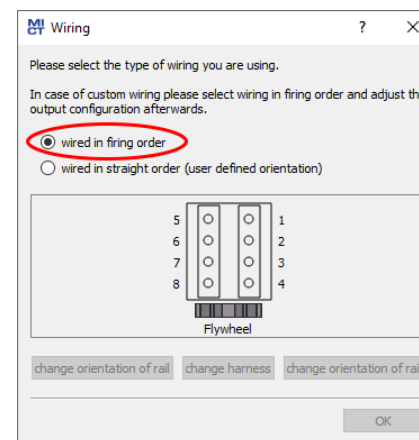 MICT Wiring ? X
Please select the type of wiring you are using.
In case of custom wiring please select wiring in firing order and adjust th
output configuration afterwards.
wired in firing order
wired in straight order (user defined orientation)
5 1
6 2
7 3
8 4
Flywheel
change orientation of rail change harness change orientation of rai
OK